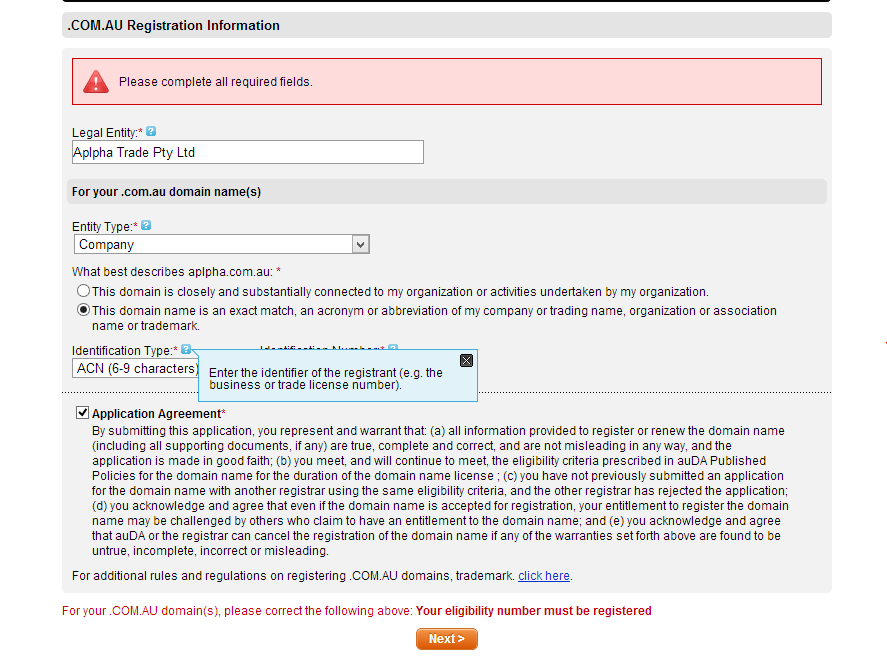 .COM.AU Registration Information
Please complete all required fields.
Legal Entity:* ?
Aplpha Trade Pty Ltd
For your .com.au domain name(s)
Entity Type:* ?
Company
What best describes aplpha.com.au: *
This domain is closely and substantially connected to my organization or activities undertaken by my organization.
This domain name is an exact match, an acronym or abbreviation of my company or trading name, organization or association
name or trademark.
Identification Type:* ? Identification Number:* ?
ACN (6-9 characters)
Enter the identifier of the registrant (e.g. the
business or trade license number).
Application Agreement*
By submitting this application, you represent and warrant that: (a) all information provided to register or renew the domain name
(including all supporting documents, if any) are true, complete and correct, and are not misleading in any way, and the
application is made in good faith; (b) you meet, and will continue to meet, the eligibility criteria prescribed in auDA Published
Policies for the domain name for the duration of the domain name license ; (c) you have not previously submitted an application
for the domain name with another registrar using the same eligibility criteria, and the other registrar has rejected the application;
(d) you acknowledge and agree that even if the domain name is accepted for registration, your entitlement to register the domain
name may be challenged by others who claim to have an entitlement to the domain name; and (e) you acknowledge and agree
that auDA or the registrar can cancel the registration of the domain name if any of the warranties set forth above are found to be
untrue, incomplete, incorrect or misleading.
For additional rules and regulations on registering .COM.AU domains, trademark. click here.
For your .COM.AU domain(s), please correct the following above: Your eligibility number must be registered
Next >